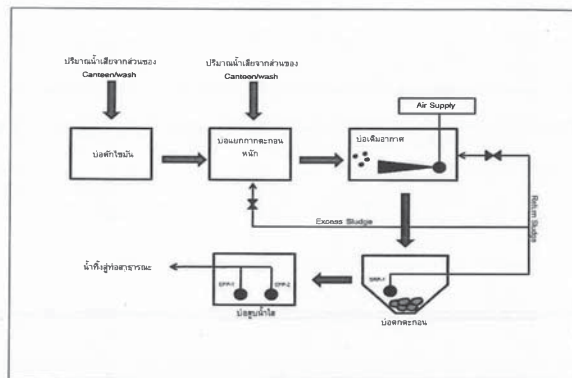 ปริมาณน้ำเสียจากส่วนของ
Canteen/wash
ปริมาณน้ำเสียจากส่วนของ
Canteen/wash
Air Supply
บ่อดักไขมัน
บ่อแยกกากตะกอน
หนัก
บ่อเติมอากาศ
Excess Sludge
Return Sludge
น้ำทิ้งสู่ท่อสาธารณะ
บ่อสูบน้ำใส
บ่อตกตะกอน